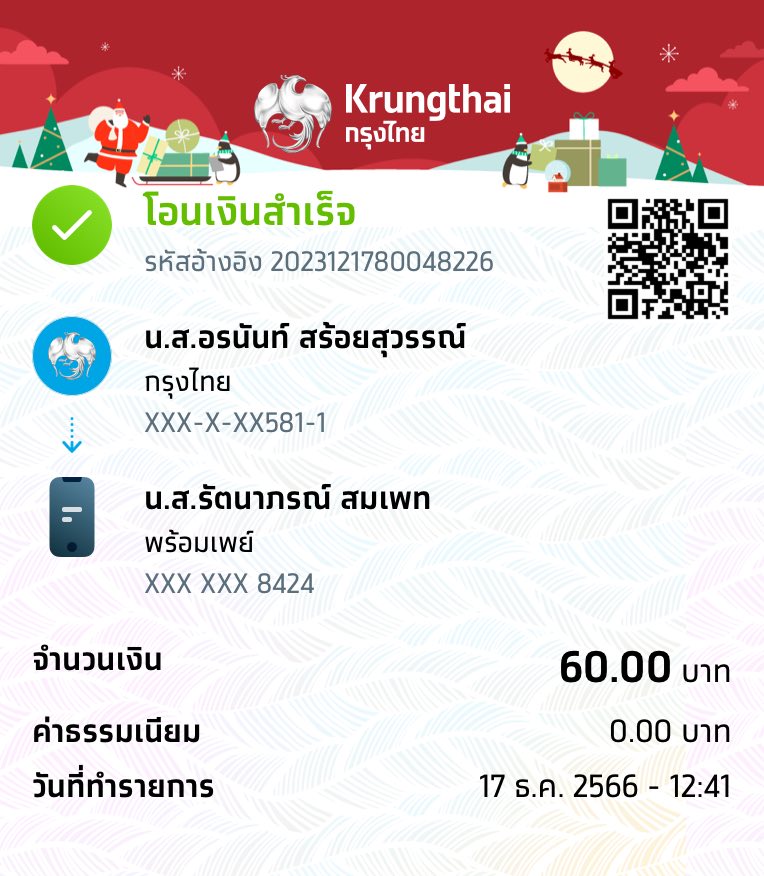 Krungthai
กรุงไทย
โอนเงินสำเร็จ
รหัสอ้างอิง 2023121780048226
น.ส.อรนันท์ สร้อยสุวรรณ์
กรุงไทย
XXX-X-XX581-1
น.ส.รัตนาภรณ์ สมเพท
พร้อมเพย์
XXX XXX 8424
จำนวนเงิน 60.00 บาท
ค่าธรรมเนียม 0.00 บาท
วันที่ทำรายการ 17 ธ.ค. 2566 - 12:41